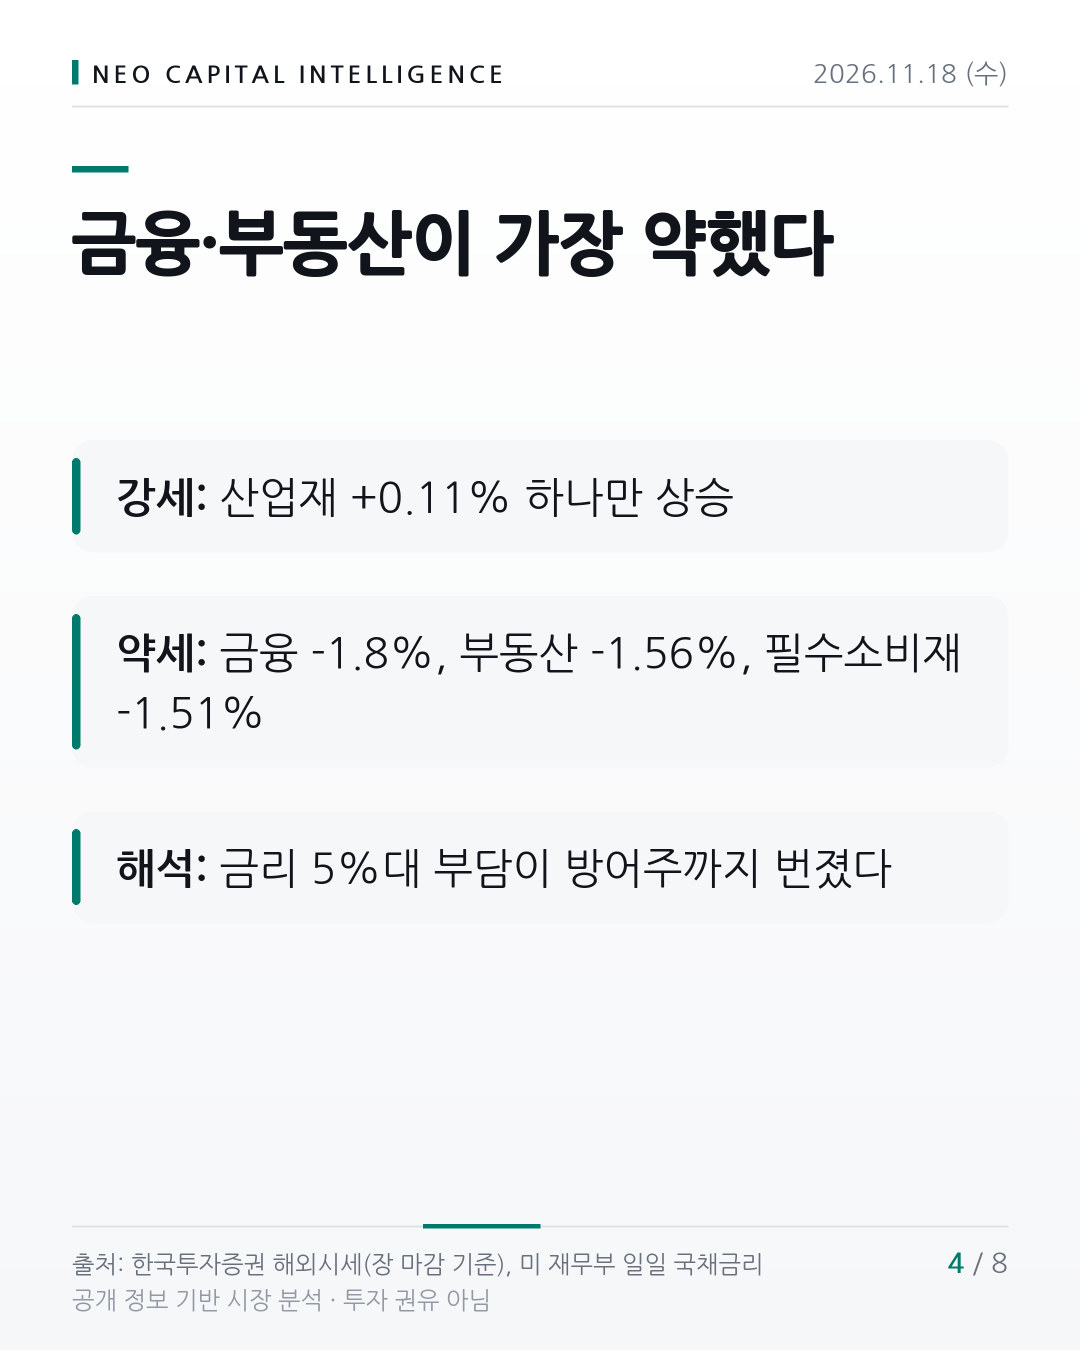 NEO CAPITAL INTELLIGENCE
2026.11.18 (수)
금융·부동산이 가장 약했다
강세: 산업재 +0.11% 하나만 상승
약세: 금융 -1.8%, 부동산 -1.56%, 필수소비재
-1.51%
해석: 금리 5%대 부담이 방어주까지 번졌다
출처: 한국투자증권 해외시세(장 마감 기준), 미 재무부 일일 국채금리
4 / 8
공개 정보 기반 시장 분석 · 투자 권유 아님